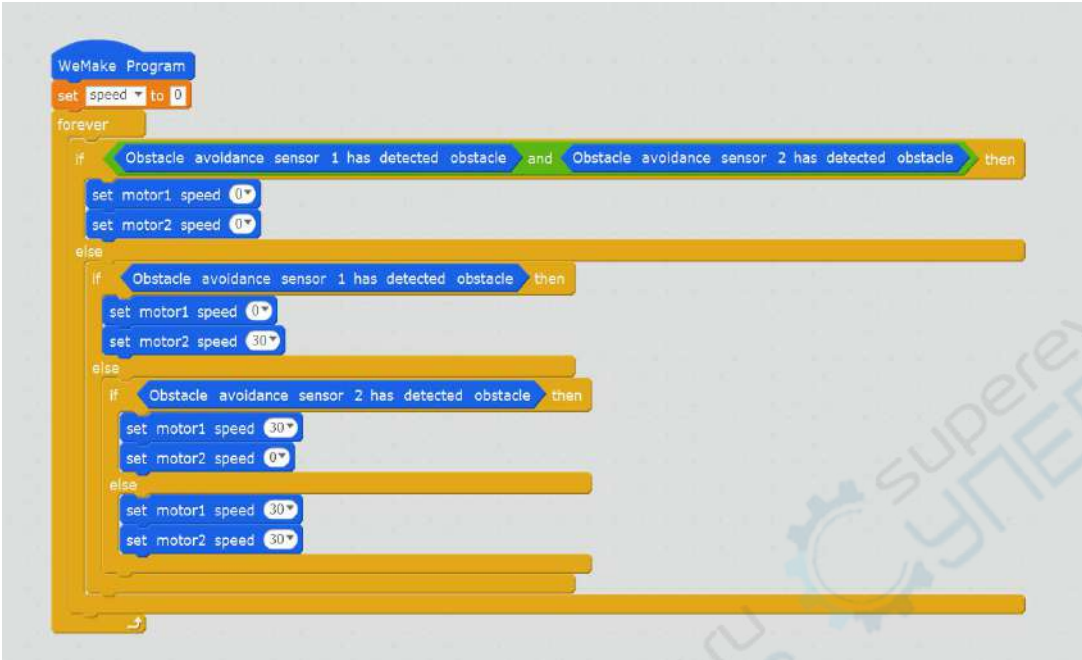 WeMake Program
set speed to 0
forever
if Obstacle avoidance sensor 1 has detected obstacle and Obstacle avoidance sensor 2 has detected obstacle then
set motor1 speed 0
set motor2 speed 0
else
if Obstacle avoidance sensor 1 has detected obstacle then
set motor1 speed 0
set motor2 speed 30
else
if Obstacle avoidance sensor 2 has detected obstacle then
set motor1 speed 30
set motor2 speed 0
else
set motor1 speed 30
set motor2 speed 30